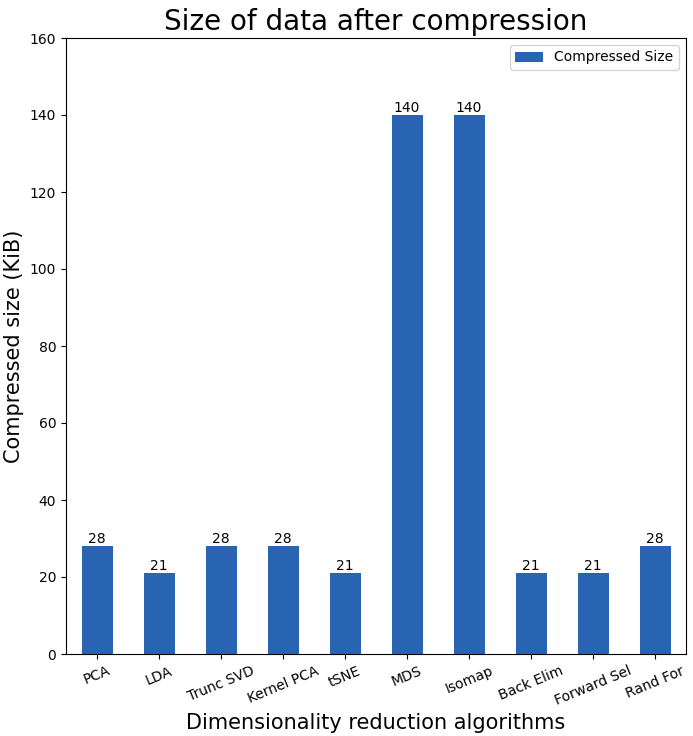 Size of data after compression
Compressed Size
160
140
120
100
80
60
40
20
0
Compressed size (KiB)
28
21
28
28
21
140
140
21
21
28
PCA
LDA
Trunc SVD
Kernel PCA
tSNE
MDS
Isomap
Back Elim
Forward Sel
Rand For
Dimensionality reduction algorithms